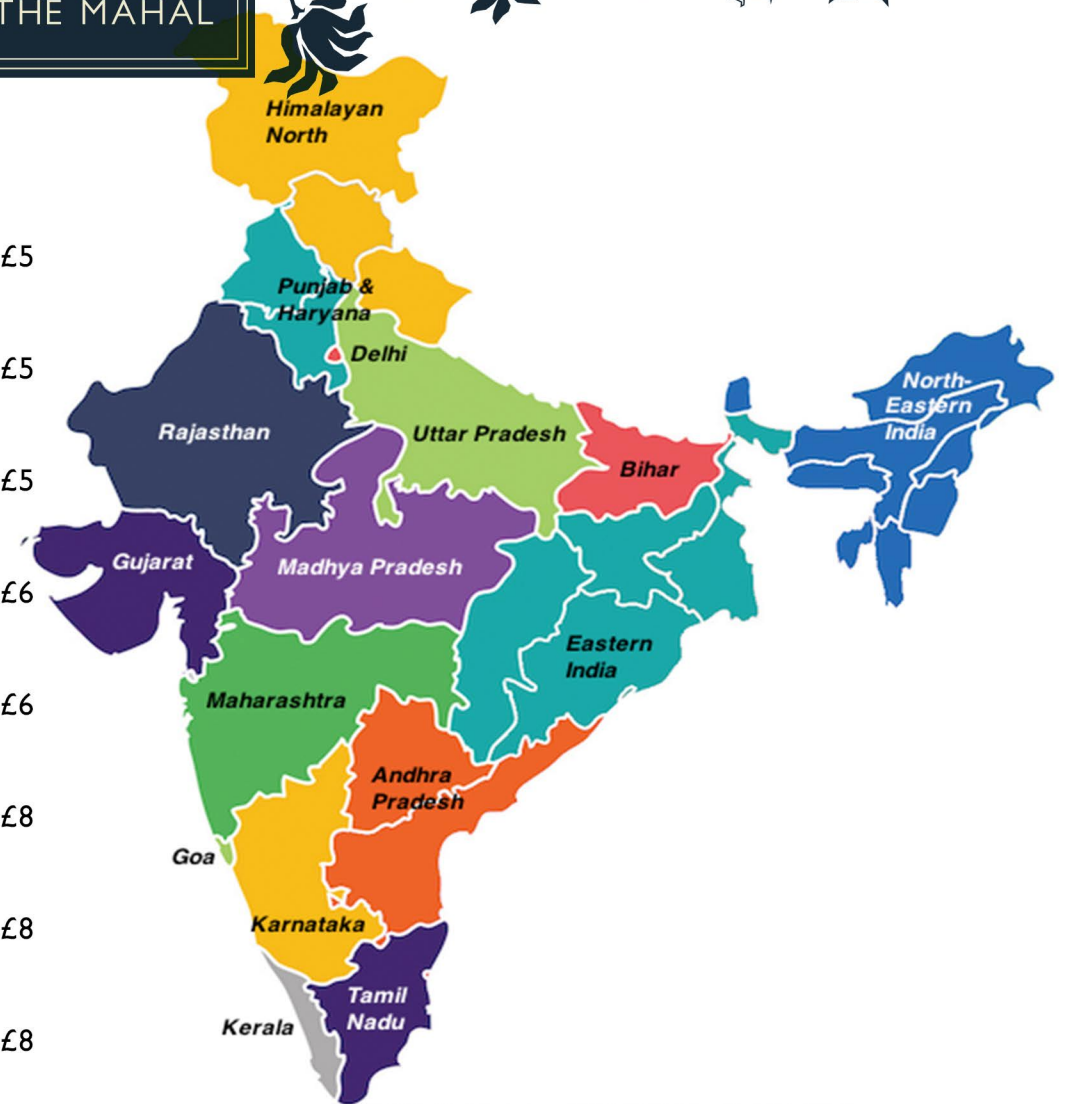 THE MAHAL
Himalayan
North
£5
Punjab &
Haryana
Delhi
£5
North-
Eastern
India
Rajasthan
Uttar Pradesh
Bihar
£5
Gujarat
Madhya Pradesh
£6
Eastern
India
Maharashtra
£6
Andhra
Pradesh
£8
Goa
Karnataka
£8
Tamil
Nadu
Kerala
£8